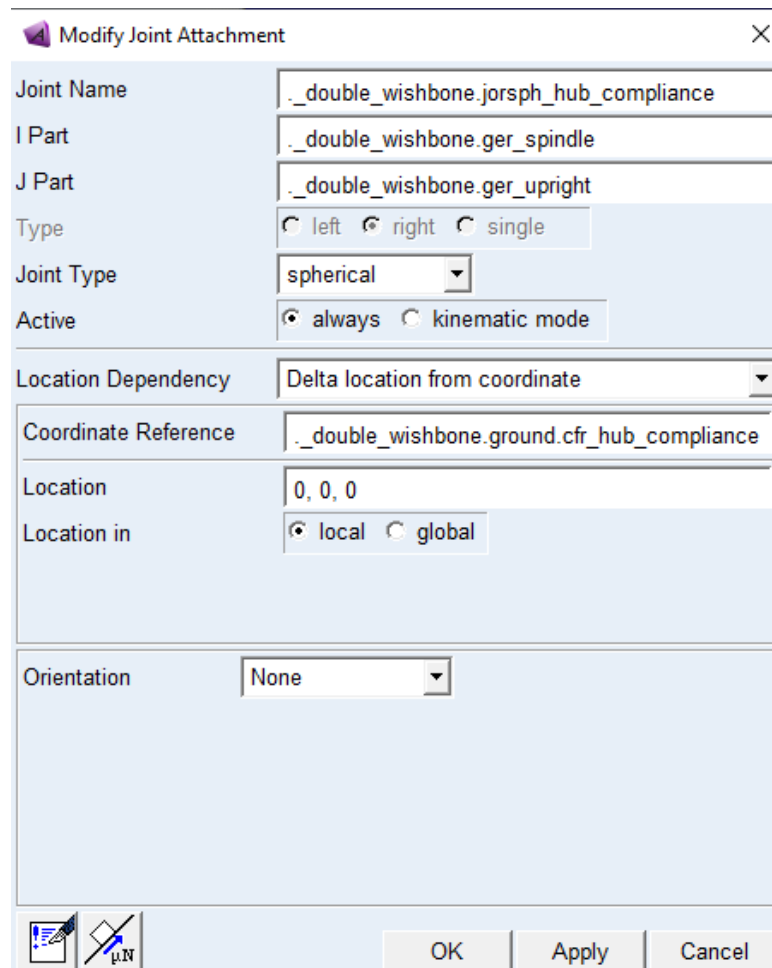 Modify Joint Attachment
Joint Name ._double_wishbone.jorsph_hub_compliance
I Part ._double_wishbone.ger_spindle
J Part ._double_wishbone.ger_upright
Type left right single
Joint Type spherical
Active always kinematic mode
Location Dependency Delta location from coordinate
Coordinate Reference ._double_wishbone.ground.cfr_hub_compliance
Location 0, 0, 0
Location in local global
Orientation None
μN
OK Apply Cancel